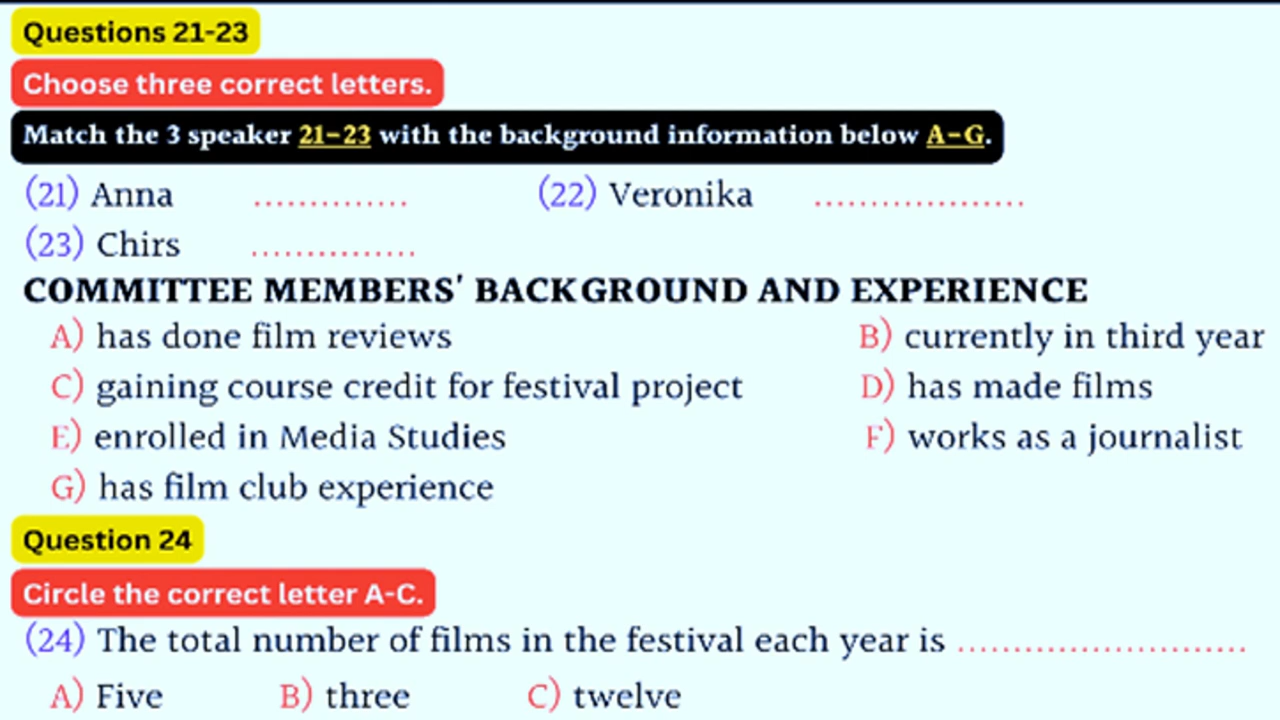 Questions 21-23
Choose three correct letters.
Match the 3 speaker 21-23 with the background information below A-G.
(21) Anna .............. (22) Veronika ...................
(23) Chirs ...............
COMMITTEE MEMBERS' BACKGROUND AND EXPERIENCE
A) has done film reviews B) currently in third year
C) gaining course credit for festival project D) has made films
E) enrolled in Media Studies F) works as a journalist
G) has film club experience
Question 24
Circle the correct letter A-C.
(24) The total number of films in the festival each year is ..........................
A) Five B) three C) twelve